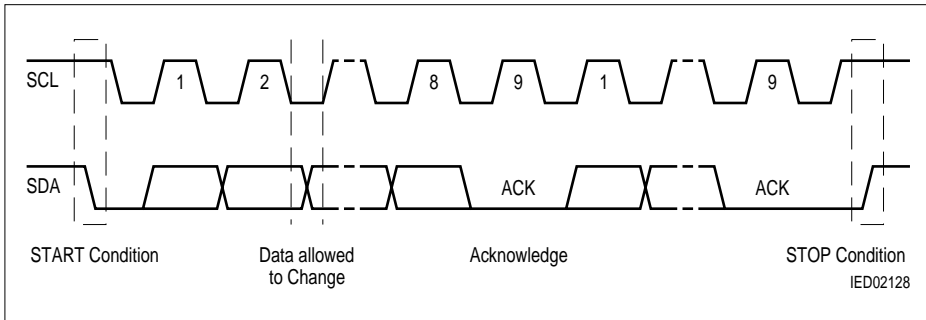 SCL
1
2
8
9
1
9
SDA
ACK
ACK
START Condition
Data allowed
to Change
Acknowledge
STOP Condition
IED02128